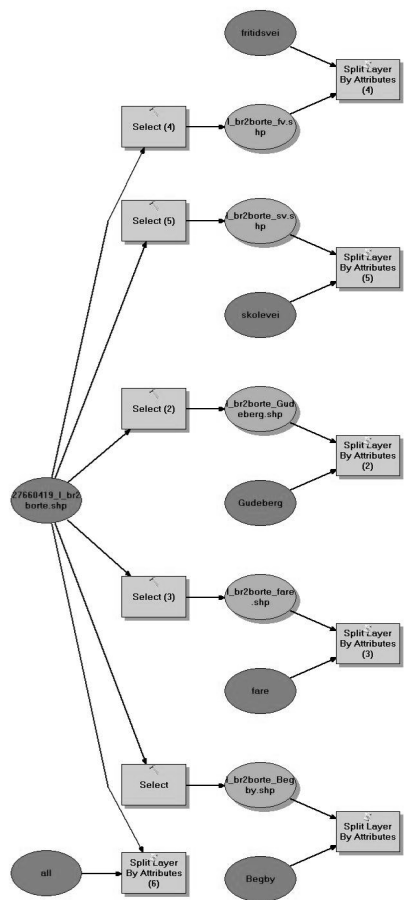 fritidsvei
Split Layer
By Attributes
(4)
Select (4)
l_br2borte_fv.s
hp
Select (5)
l_br2borte_sv.s
hp
Split Layer
By Attributes
(5)
skolevei
Select (2)
l_br2borte_Gud
eberg.shp
Split Layer
By Attributes
(2)
27660419_l_br2
borte.shp
Gudeberg
Select (3)
l_br2borte_fare
.shp
Split Layer
By Attributes
(3)
fare
Select
l_br2borte_Beg
by.shp
Split Layer
By Attributes
all
Split Layer
By Attributes
(6)
Begby